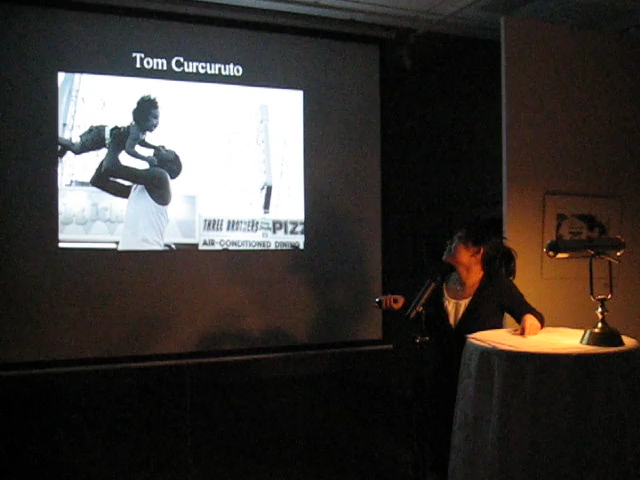 Tom Curcuruto
THREE BROTHERS PIZZ
AIR-CONDITIONED DINING